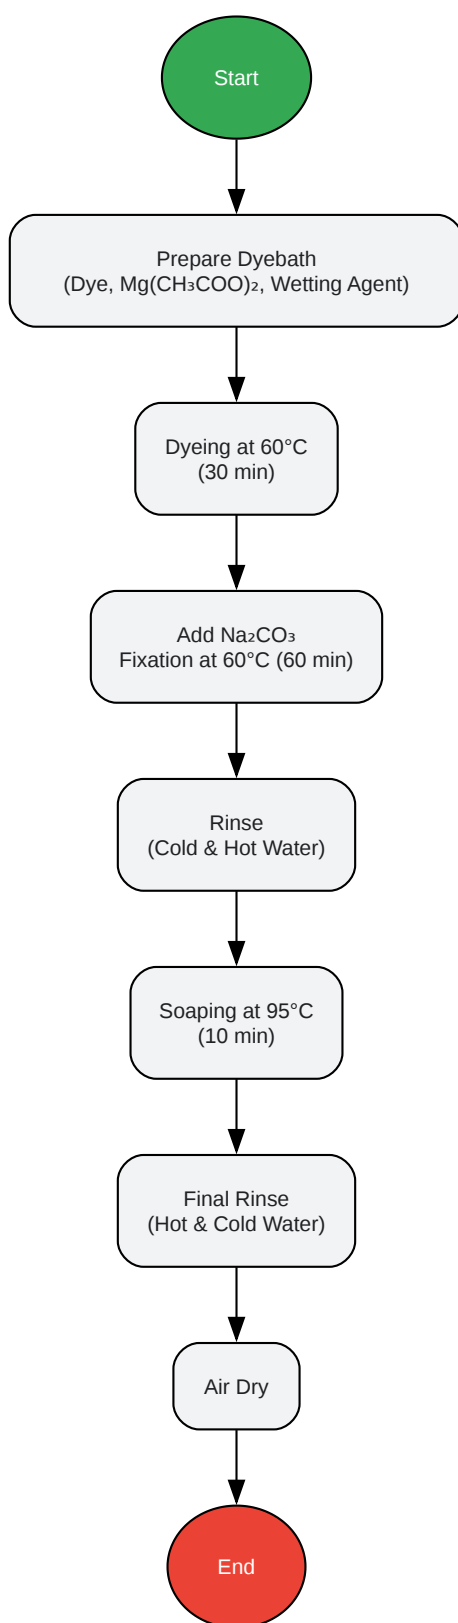 Start
Prepare Dyebath
(Dye, Mg(CH₃COO)₂, Wetting Agent)
Dyeing at 60°C
(30 min)
Add Na₂CO₃
Fixation at 60°C (60 min)
Rinse
(Cold & Hot Water)
Soaping at 95°C
(10 min)
Final Rinse
(Hot & Cold Water)
Air Dry
End